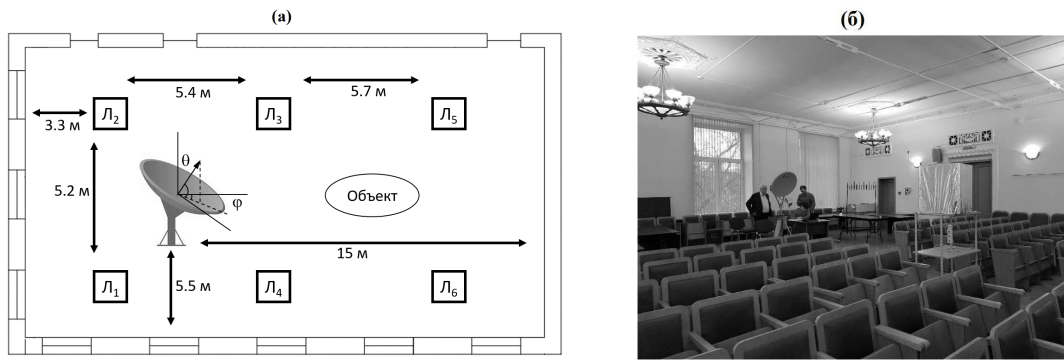 (а)
(б)
5.4 м
5.7 м
Л₂
Л₃
Л₅
3.3 м
θ
5.2 м
φ
Объект
15 м
Л₁
5.5 м
Л₄
Л₆